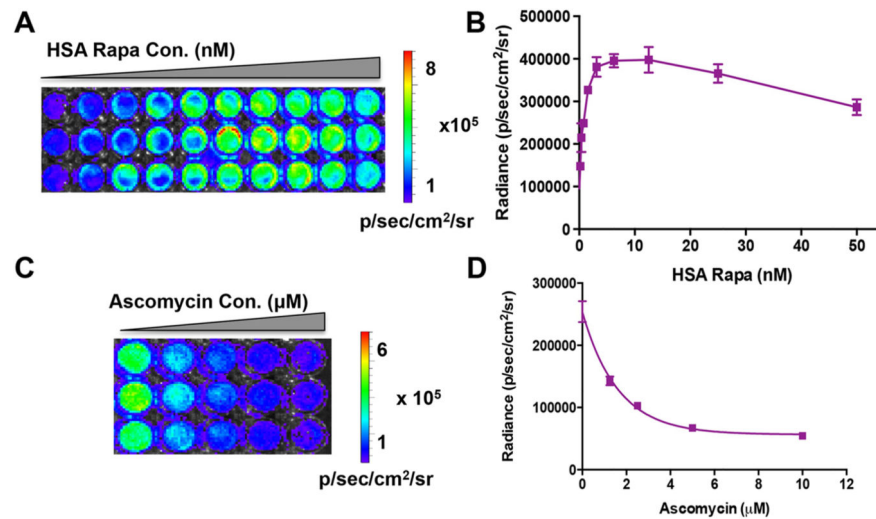 A
HSA Rapa Con. (nM)
8
x10⁵
1
p/sec/cm²/sr
B
Radiance (p/sec/cm²/sr)
500000
400000
300000
200000
100000
0
0
10
20
30
40
50
HSA Rapa (nM)
C
Ascomycin Con. (µM)
6
x 10⁵
1
p/sec/cm²/sr
D
Radiance (p/sec/cm²/sr)
300000
200000
100000
0
0
2
4
6
8
10
12
Ascomycin (µM)